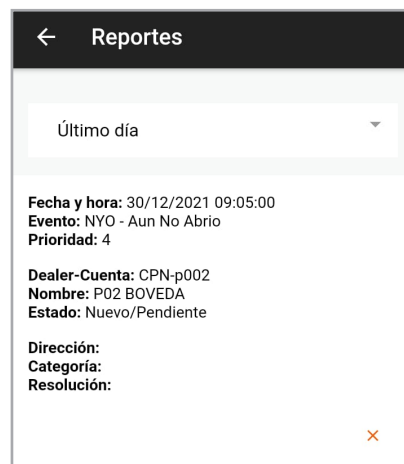 Reportes
Último día
Fecha y hora: 30/12/2021 09:05:00
Evento: NYO - Aun No Abrio
Prioridad: 4
Dealer-Cuenta: CPN-p002
Nombre: P02 BOVEDA
Estado: Nuevo/Pendiente
Dirección:
Categoría:
Resolución: